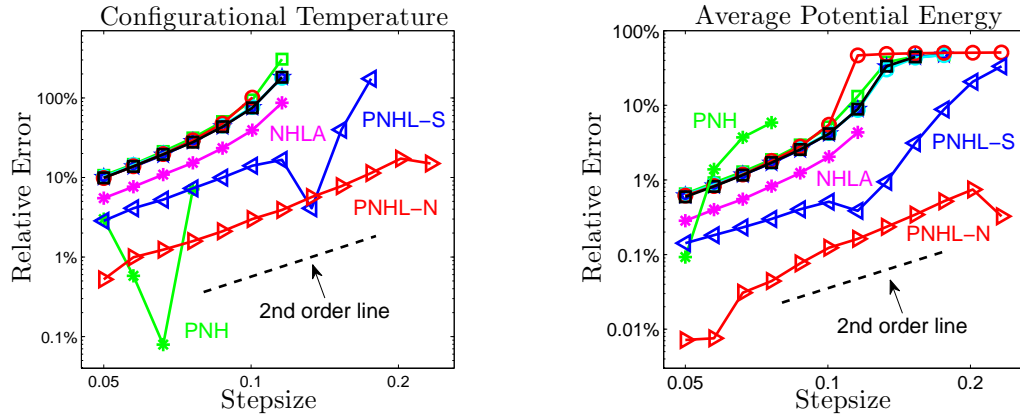 Configurational Temperature
Relative Error
100%
10%
1%
0.1%
PNHL−S
NHLA
PNHL−N
PNH
2nd order line
0.05
0.1
0.2
Stepsize
Average Potential Energy
Relative Error
100%
10%
1%
0.1%
0.01%
PNH
PNHL−S
NHLA
PNHL−N
2nd order line
0.05
0.1
0.2
Stepsize